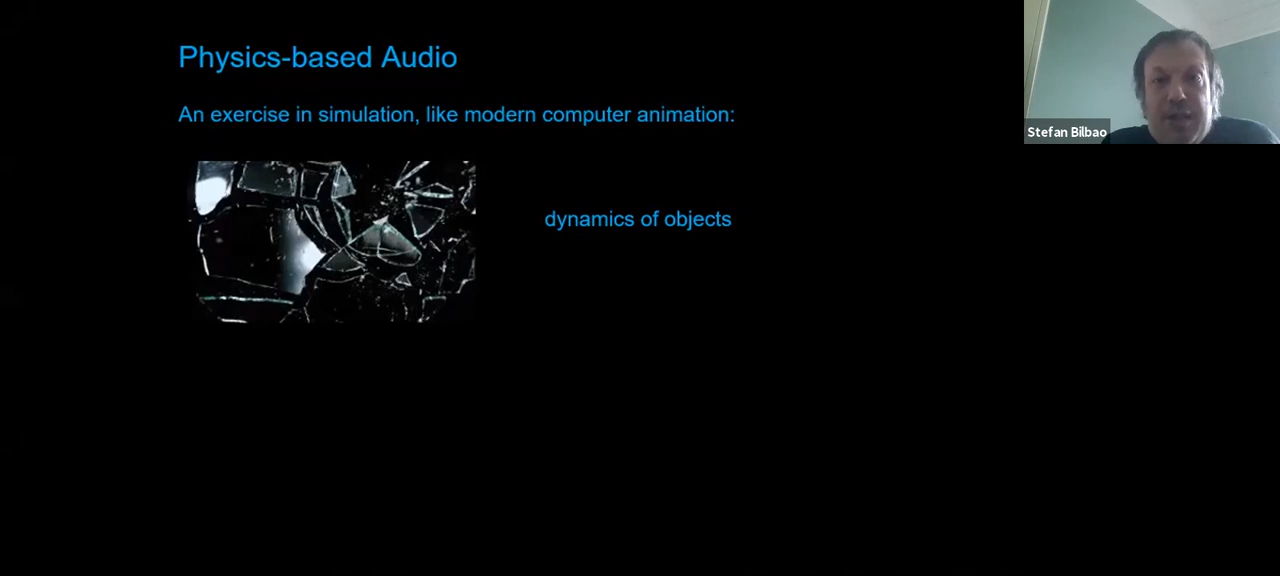 Physics-based Audio
Stefan Bilbao
An exercise in simulation, like modern computer animation:
dynamics of objects